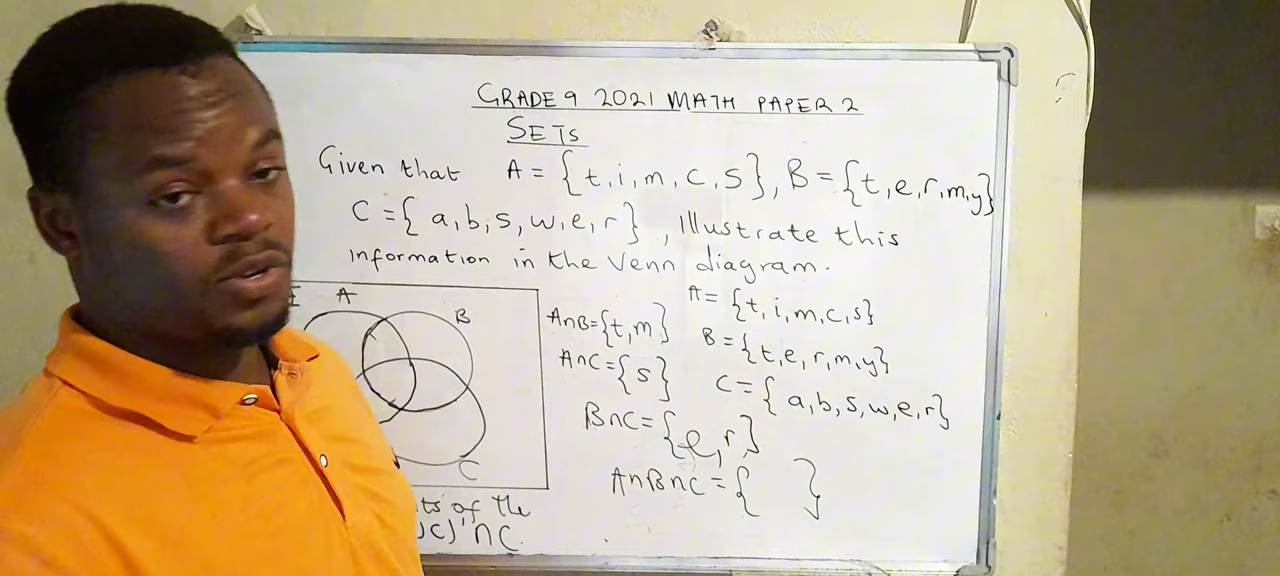 GRADE 9 2021 MATH PAPER 2
SETS
Given that A = {t,i,m,c,s}, B = {t,e,r,m,y}
C = {a,b,s,w,e,r}, Illustrate this
information in the Venn diagram.
A
B
C
A∩B={t,m}
A∩C={s}
B∩C={e,r}
A∩B∩C={ }
A= {t,i,m,c,s}
B={t,e,r,m,y}
C={a,b,s,w,e,r}
of the
C)'∩C.